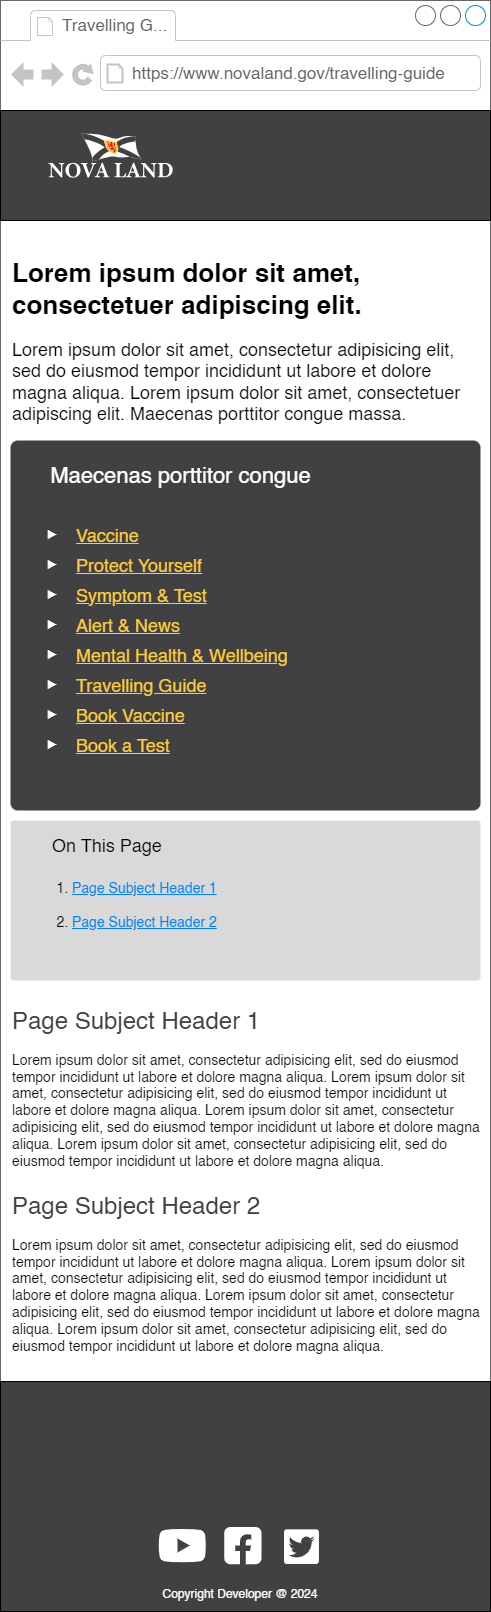 Travelling G...
https://www.novaland.gov/travelling-guide
NOVA LAND
Lorem ipsum dolor sit amet,
consectetuer adipiscing elit.
Lorem ipsum dolor sit amet, consectetur adipisicing elit,
sed do eiusmod tempor incididunt ut labore et dolore
magna aliqua. Lorem ipsum dolor sit amet, consectetuer
adipiscing elit. Maecenas porttitor congue massa.
Maecenas porttitor congue
Vaccine
Protect Yourself
Symptom & Test
Alert & News
Mental Health & Wellbeing
Travelling Guide
Book Vaccine
Book a Test
On This Page
1. Page Subject Header 1
2. Page Subject Header 2
Page Subject Header 1
Lorem ipsum dolor sit amet, consectetur adipisicing elit, sed do eiusmod
tempor incididunt ut labore et dolore magna aliqua. Lorem ipsum dolor sit
amet, consectetur adipisicing elit, sed do eiusmod tempor incididunt ut
labore et dolore magna aliqua. Lorem ipsum dolor sit amet, consectetur
adipisicing elit, sed do eiusmod tempor incididunt ut labore et dolore magna
aliqua. Lorem ipsum dolor sit amet, consectetur adipisicing elit, sed do
eiusmod tempor incididunt ut labore et dolore magna aliqua.
Page Subject Header 2
Lorem ipsum dolor sit amet, consectetur adipisicing elit, sed do eiusmod
tempor incididunt ut labore et dolore magna aliqua. Lorem ipsum dolor sit
amet, consectetur adipisicing elit, sed do eiusmod tempor incididunt ut
labore et dolore magna aliqua. Lorem ipsum dolor sit amet, consectetur
adipisicing elit, sed do eiusmod tempor incididunt ut labore et dolore magna
aliqua. Lorem ipsum dolor sit amet, consectetur adipisicing elit, sed do
eiusmod tempor incididunt ut labore et dolore magna aliqua.
Copyright Developer @ 2024